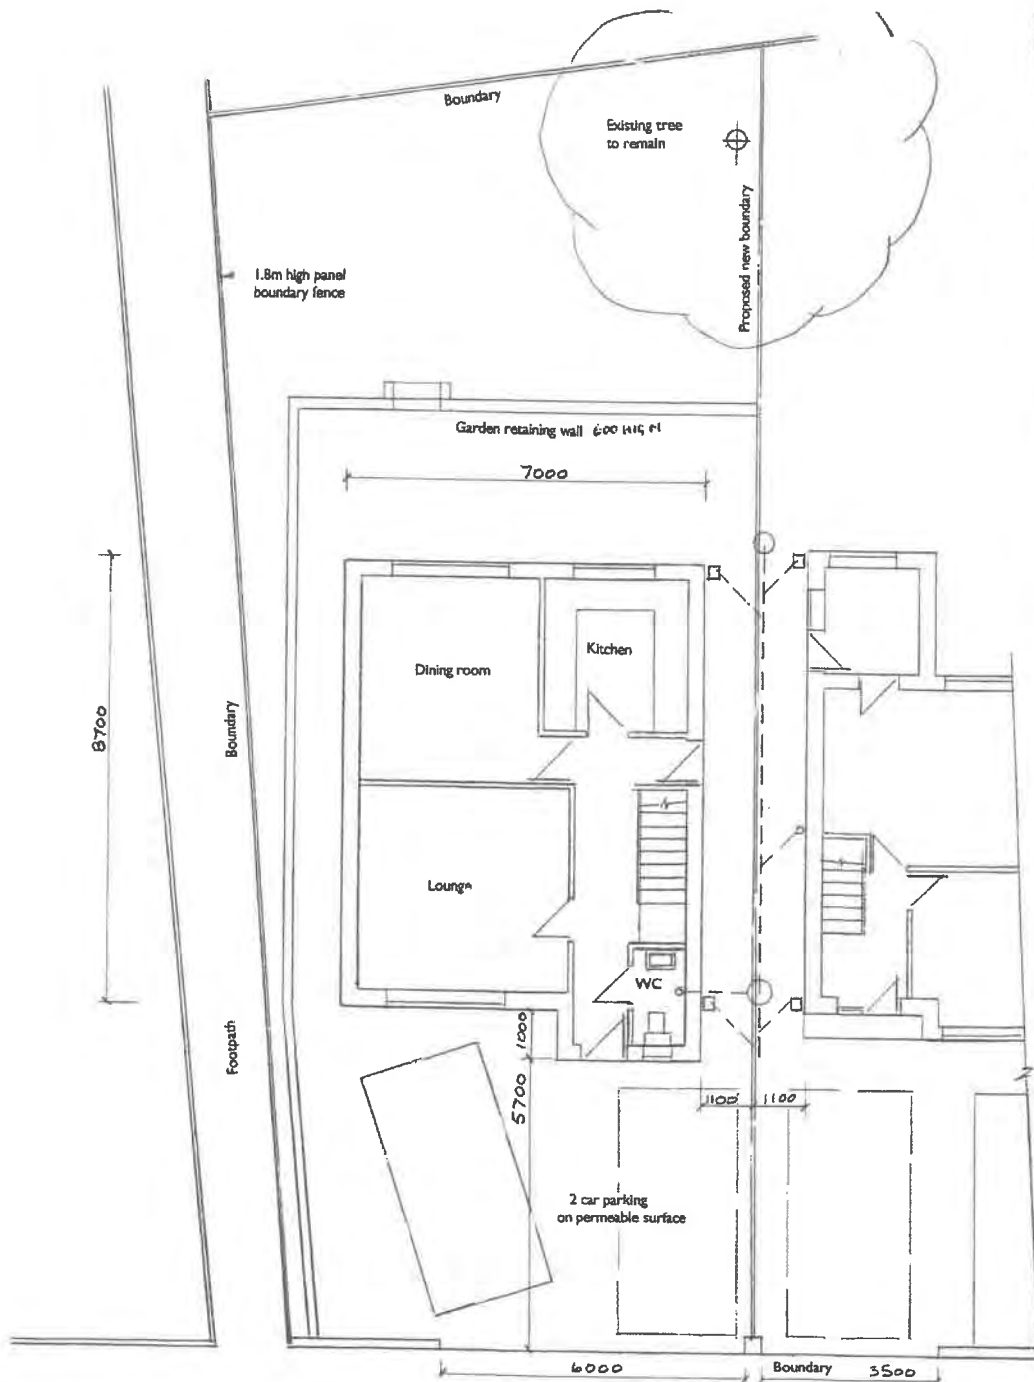 Boundary
Existing tree
to remain
Proposed new boundary
1.8m high panel
boundary fence
Garden retaining wall 600
7000
8700
Boundary
Dining room
Kitchen
Lounge
WC
Footpath
1000
5700
1100
1100
2 car parking
on permeable surface
6000
Boundary
3500